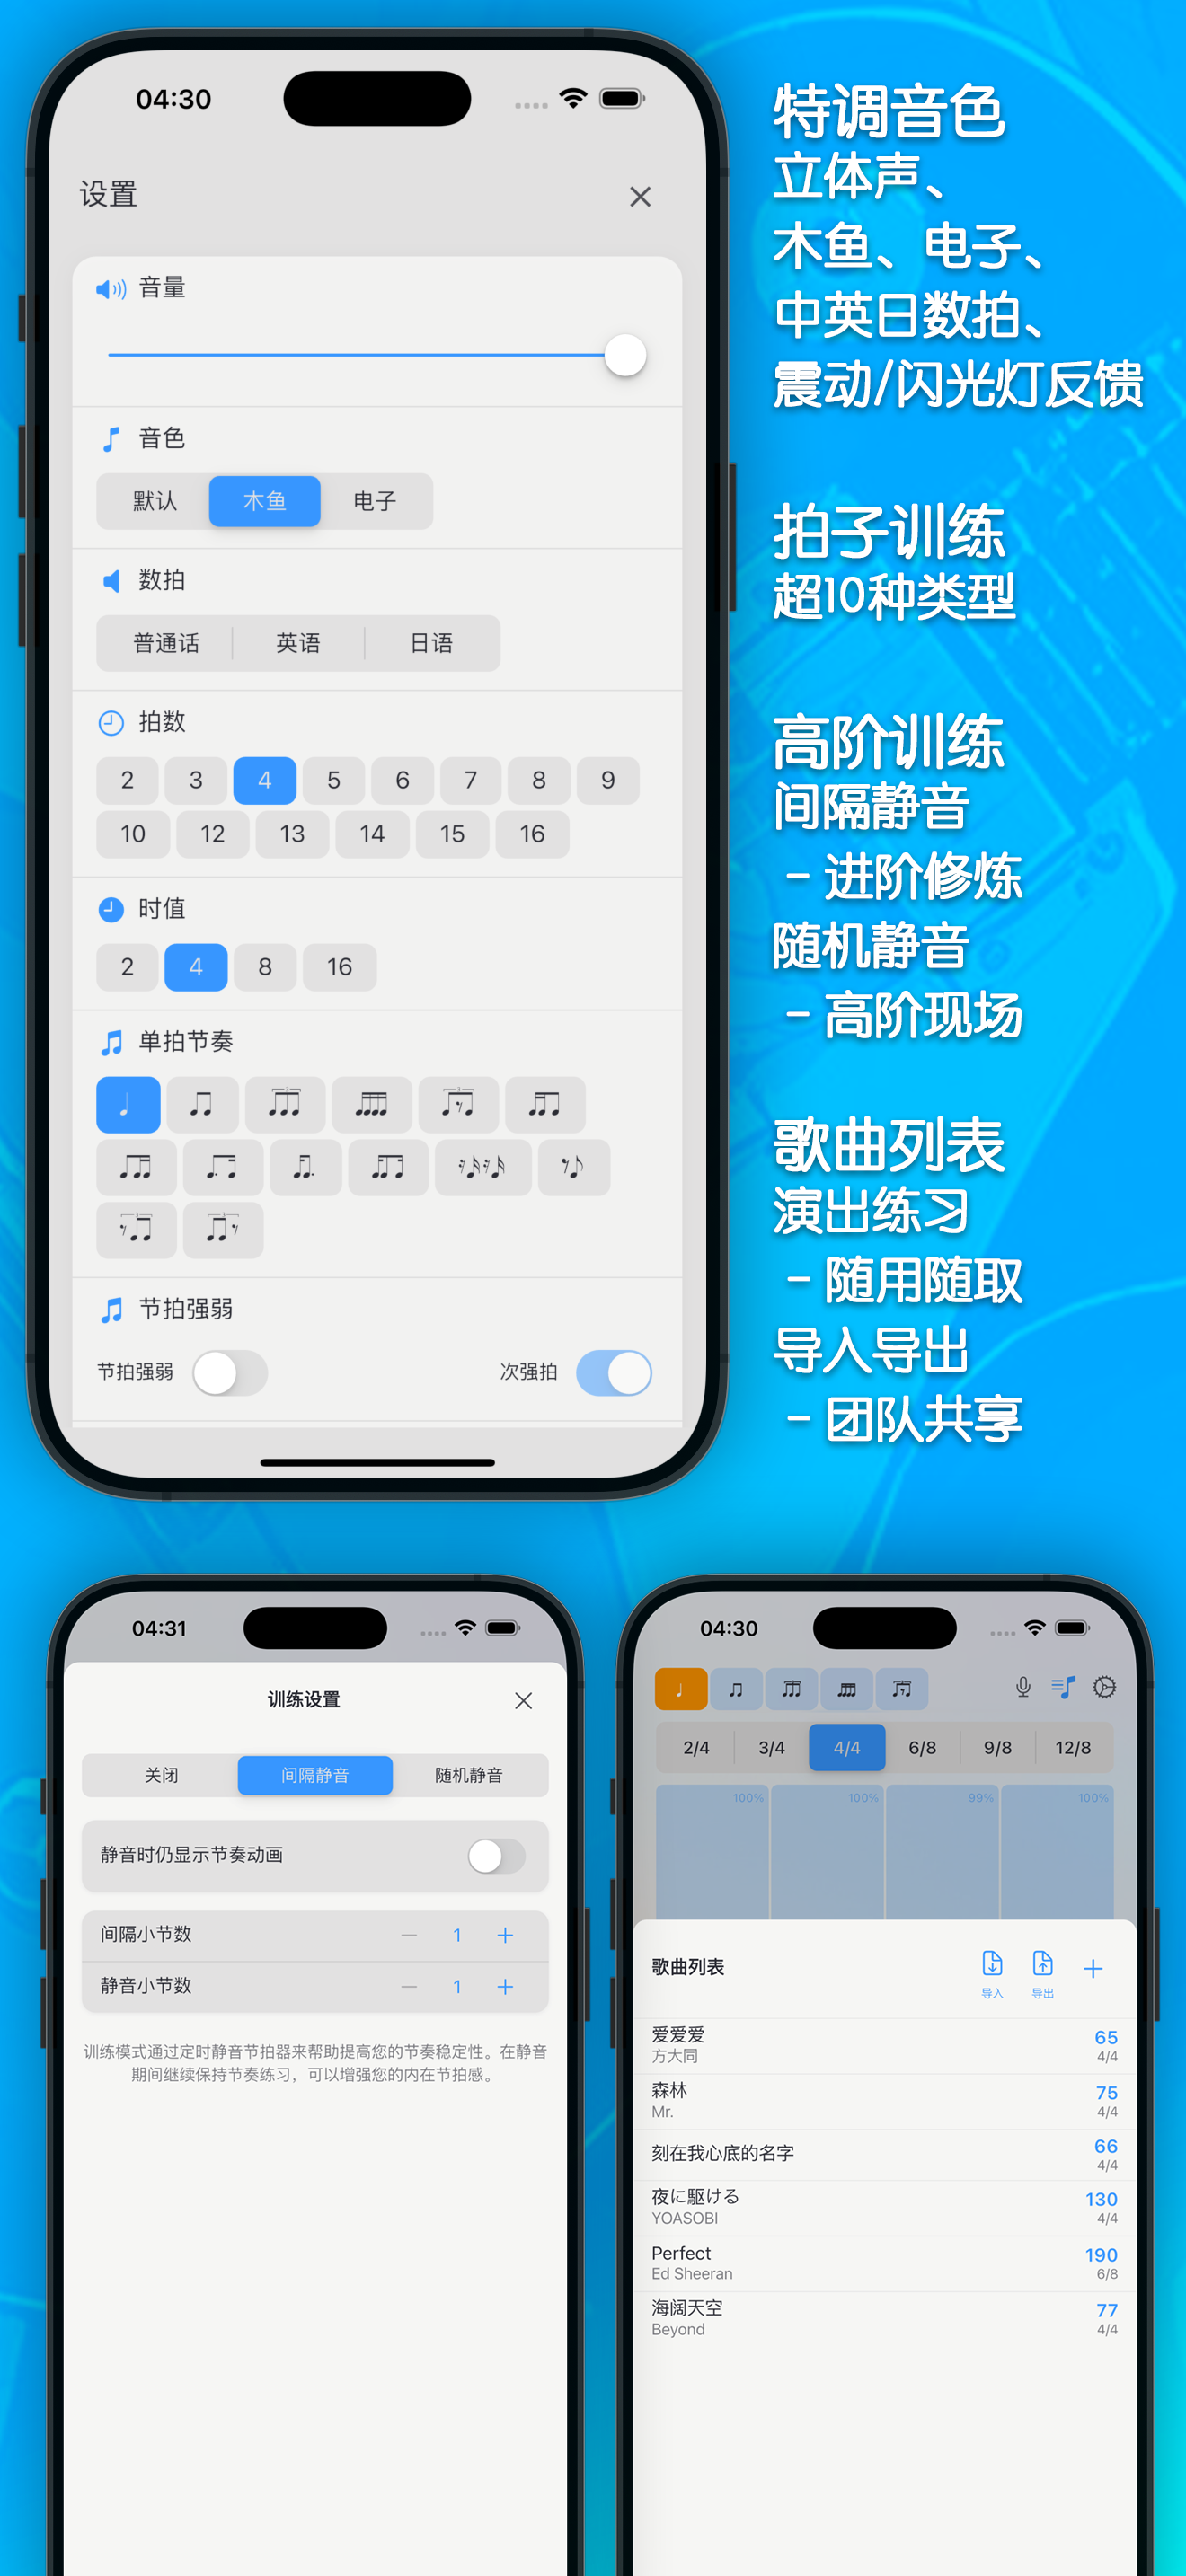 04:30
设置
音量
音色
默认 木鱼 电子
数拍
普通话 英语 日语
拍数
2 3 4 5 6 7 8 9
10 12 13 14 15 16
时值
2 4 8 16
单拍节奏
节拍强弱
节拍强弱 次强拍
特调音色
立体声、
木鱼、电子、
中英日数拍、
震动/闪光灯反馈
拍子训练
超10种类型
高阶训练
间隔静音
- 进阶修炼
随机静音
- 高阶现场
歌曲列表
演出练习
- 随用随取
导入导出
- 团队共享
04:31
训练设置
关闭 间隔静音 随机静音
静音时仍显示节奏动画
间隔小节数 — 1 +
静音小节数 — 1 +
训练模式通过定时静音节拍器来帮助提高您的节奏稳定性。在静音
期间继续保持节奏练习，可以增强您的内在节拍感。
04:30
2/4 3/4 4/4 6/8 9/8 12/8
100% 100% 99% 100%
歌曲列表
导入 导出
爱爱爱 65
方大同 4/4
森林 75
Mr. 4/4
刻在我心底的名字 66
4/4
夜に駆ける 130
YOASOBI 4/4
Perfect 190
Ed Sheeran 6/8
海阔天空 77
Beyond 4/4